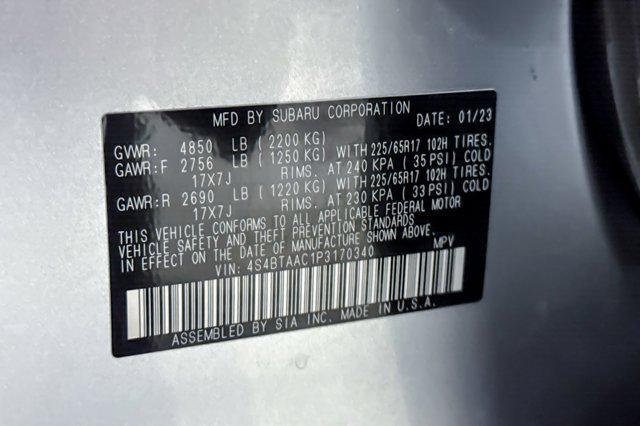 MFD BY SUBARU CORPORATION DATE: 01/23
GVWR: 4850 LB (2200 KG)
GAWR:F 2756 LB (1250 KG) WITH 225/65R17 102H TIRES.
17X7J RIMS. AT 240 KPA (35 PSI) COLD
GAWR:R 2690 LB (1220 KG) WITH 225/65R17 102H TIRES.
17X7J RIMS. AT 230 KPA (33 PSI) COLD
THIS VEHICLE CONFORMS TO ALL APPLICABLE FEDERAL MOTOR
VEHICLE SAFETY AND THEFT PREVENTION STANDARDS
IN EFFECT ON THE DATE OF MANUFACTURE SHOWN ABOVE.
VIN: 4S4BTAAC1P3170340 MPV
ASSEMBLED BY SIA INC. MADE IN U.S.A.